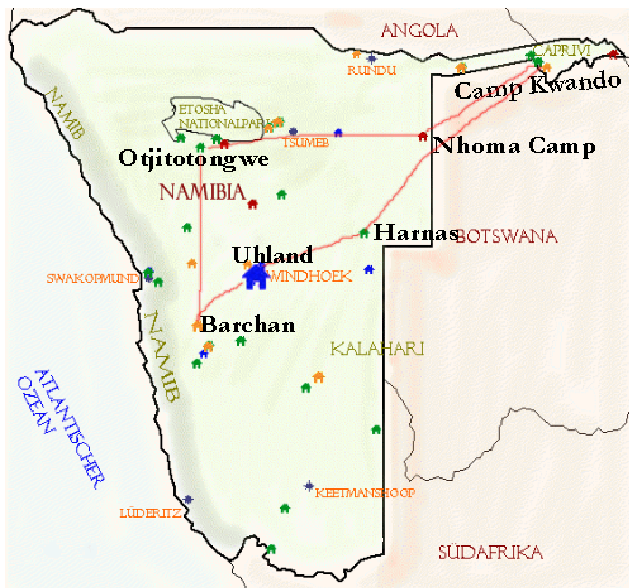 ANGOLA
CAPRIVI
RUNDU
Camp Kwando
NAMIB
ETOSHA
NATIONALPARK
TSUMEB
Nhoma Camp
Otjitotongwe
NAMIBIA
Harnas
BOTSWANA
Uhland
WINDHOEK
SWAKOPMUND
Barchan
NAMIB
KALAHARI
ATLANTISCHER
OZEAN
KEETMANSHOOP
LÜDERITZ
SÜDAFRIKA